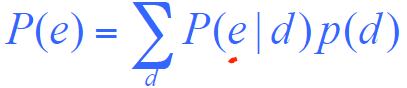 P(e) = ∑_d P(e | d) p(d)